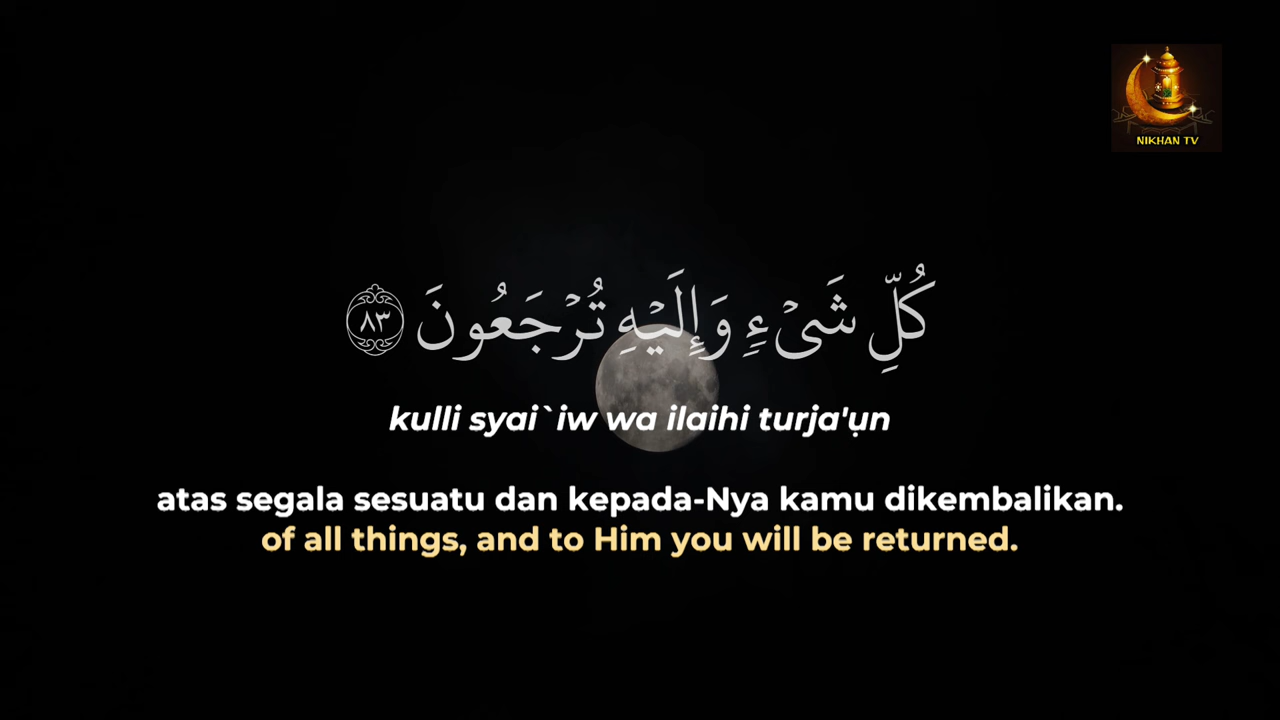 NIKHAN TV
كُلِّ شَىْءٍ وَإِلَيْهِ تُرْجَعُونَ ٨٣
kulli syai`iw wa ilaihi turja'ụn
atas segala sesuatu dan kepada-Nya kamu dikembalikan.
of all things, and to Him you will be returned.